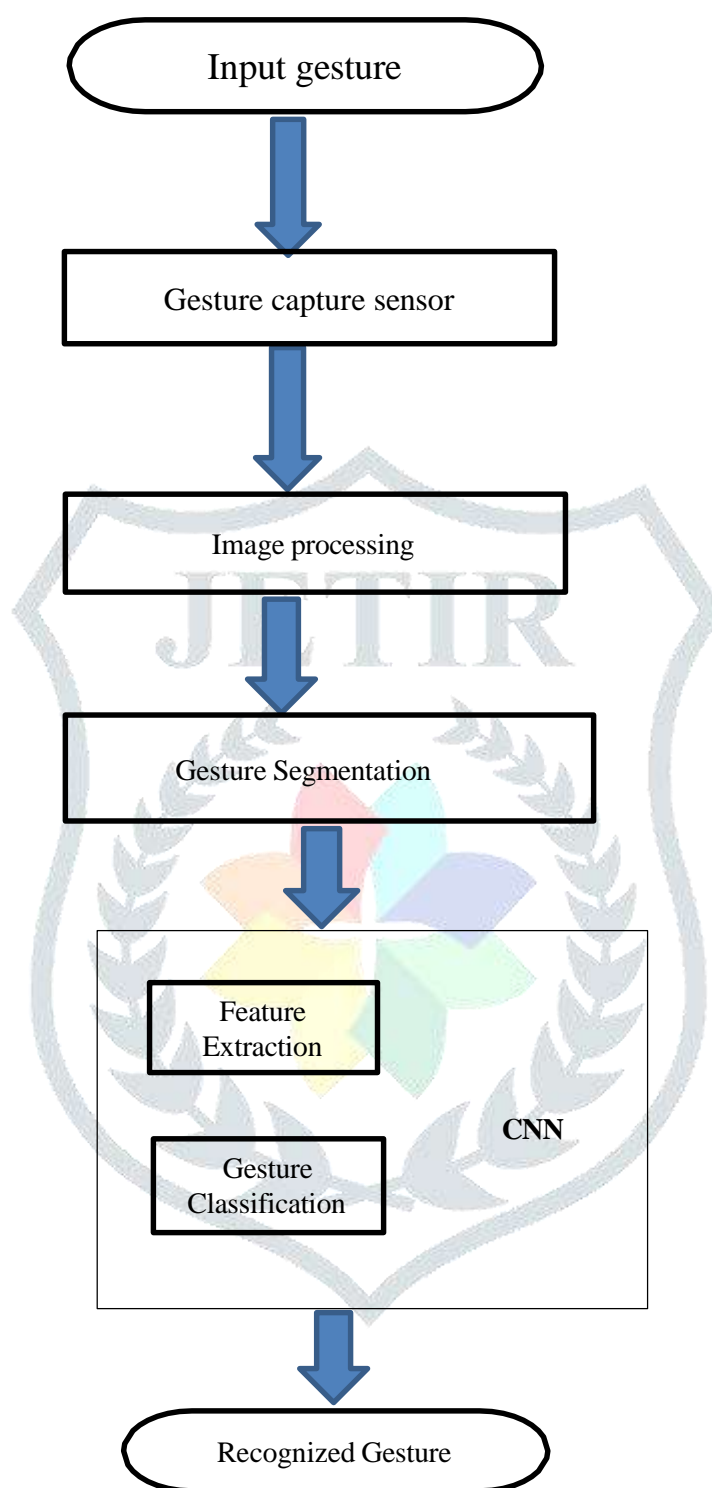 Input gesture
Gesture capture sensor
Image processing
JETIR
Gesture Segmentation
Feature
Extraction
CNN
Gesture
Classification
Recognized Gesture